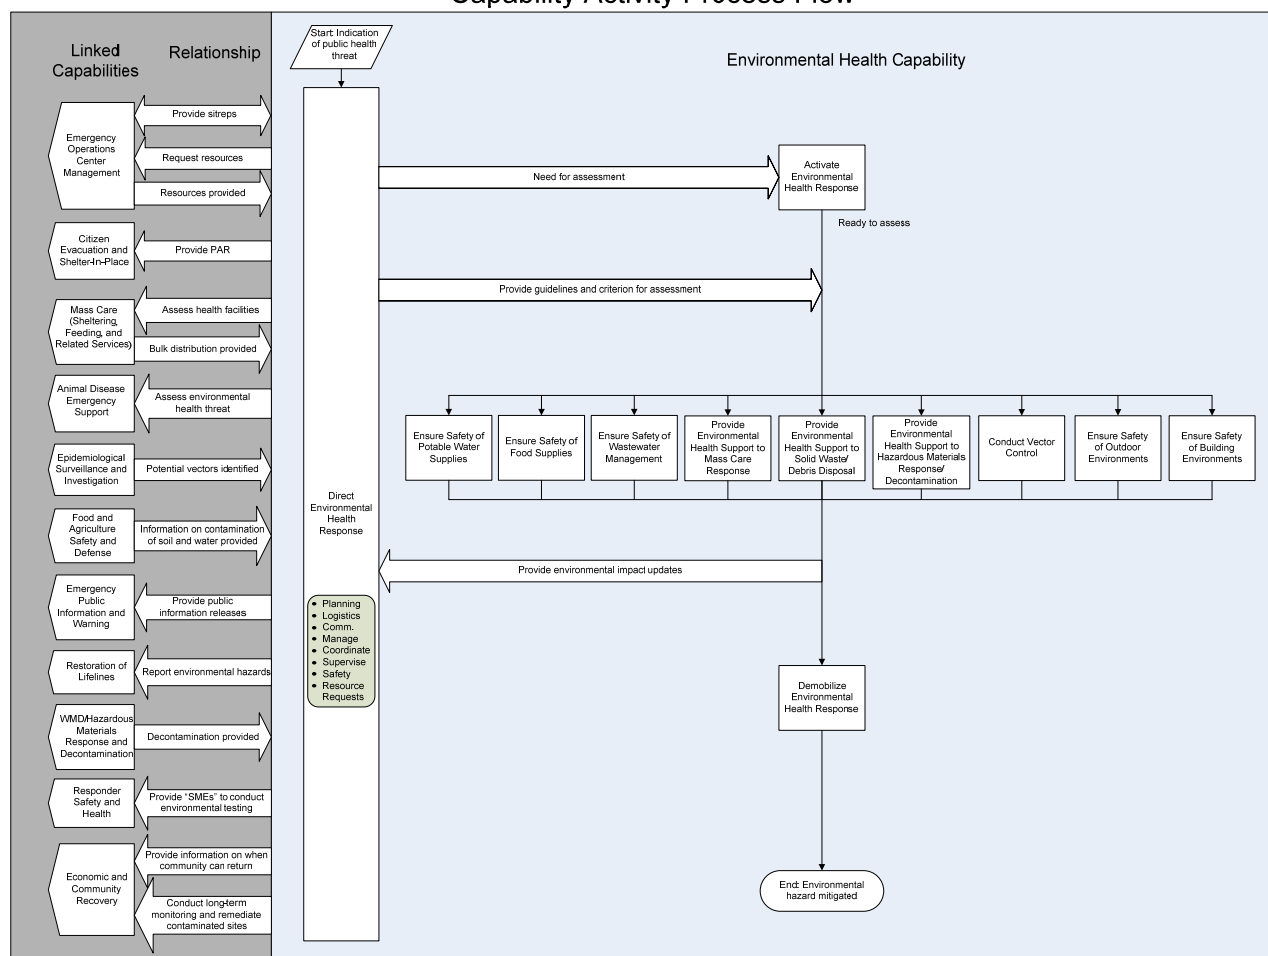 Capability Activity Process Flow
Linked
Capabilities
Relationship
Start: Indication
of public health
threat
Environmental Health Capability
Emergency
Operations
Center
Management
Provide sitreps
Request resources
Resources provided
Need for assessment
Activate
Environmental
Health Response
Ready to assess
Citizen
Evacuation and
Shelter-In-Place
Provide PAR
Provide guidelines and criterion for assessment
Mass Care
(Sheltering,
Feeding, and
Related Services)
Assess health facilities
Bulk distribution provided
Animal Disease
Emergency
Support
Assess environmental
health threat
Ensure Safety of
Potable Water
Supplies
Ensure Safety of
Food Supplies
Ensure Safety of
Wastewater
Management
Provide
Environmental
Health Support to
Mass Care
Response
Provide
Environmental
Health Support to
Solid Waste/
Debris Disposal
Provide
Environmental
Health Support to
Hazardous Materials
Response/
Decontamination
Conduct Vector
Control
Ensure Safety
of Outdoor
Environments
Ensure Safety
of Building
Environments
Epidemiological
Surveillance and
Investigation
Potential vectors identified
Direct
Environmental
Health
Response
Food and
Agriculture
Safety and
Defense
Information on contamination
of soil and water provided
Provide environmental impact updates
Emergency
Public
Information and
Warning
Provide public
information releases
• Planning
• Logistics
• Comm.
• Manage
• Coordinate
• Supervise
• Safety
• Resource
Requests
Restoration of
Lifelines
Report environmental hazards
Demobilize
Environmental
Health Response
WMD/Hazardous
Materials
Response and
Decontamination
Decontamination provided
Responder
Safety and
Health
Provide "SMEs" to conduct
environmental testing
Economic and
Community
Recovery
Provide information on when
community can return
Conduct long-term
monitoring and remediate
contaminated sites
End: Environmental
hazard mitigated